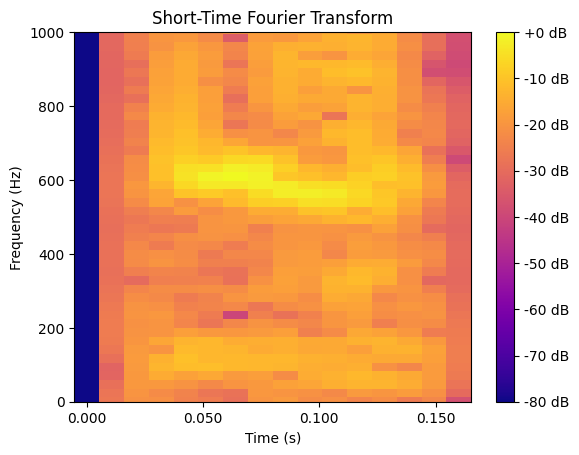 Short-Time Fourier Transform
1000
800
600
400
200
0
Frequency (Hz)
0.000
0.050
0.100
0.150
Time (s)
+0 dB
-10 dB
-20 dB
-30 dB
-40 dB
-50 dB
-60 dB
-70 dB
-80 dB